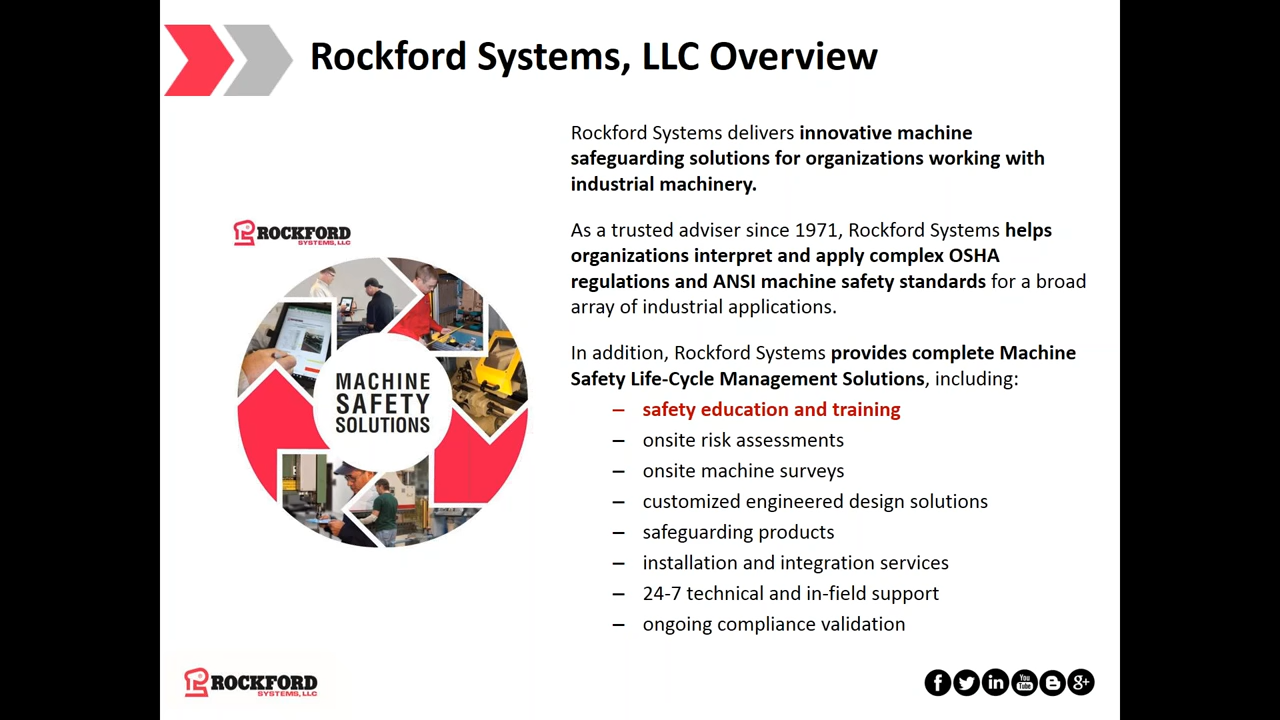 Rockford Systems, LLC Overview
Rockford Systems delivers innovative machine
safeguarding solutions for organizations working with
industrial machinery.
As a trusted adviser since 1971, Rockford Systems helps
organizations interpret and apply complex OSHA
regulations and ANSI machine safety standards for a broad
array of industrial applications.
In addition, Rockford Systems provides complete Machine
Safety Life-Cycle Management Solutions, including:
– safety education and training
– onsite risk assessments
– onsite machine surveys
– customized engineered design solutions
– safeguarding products
– installation and integration services
– 24-7 technical and in-field support
– ongoing compliance validation
ROCKFORD
SYSTEMS, LLC
MACHINE
SAFETY
SOLUTIONS
ROCKFORD
SYSTEMS, LLC
f in You Tube B g+